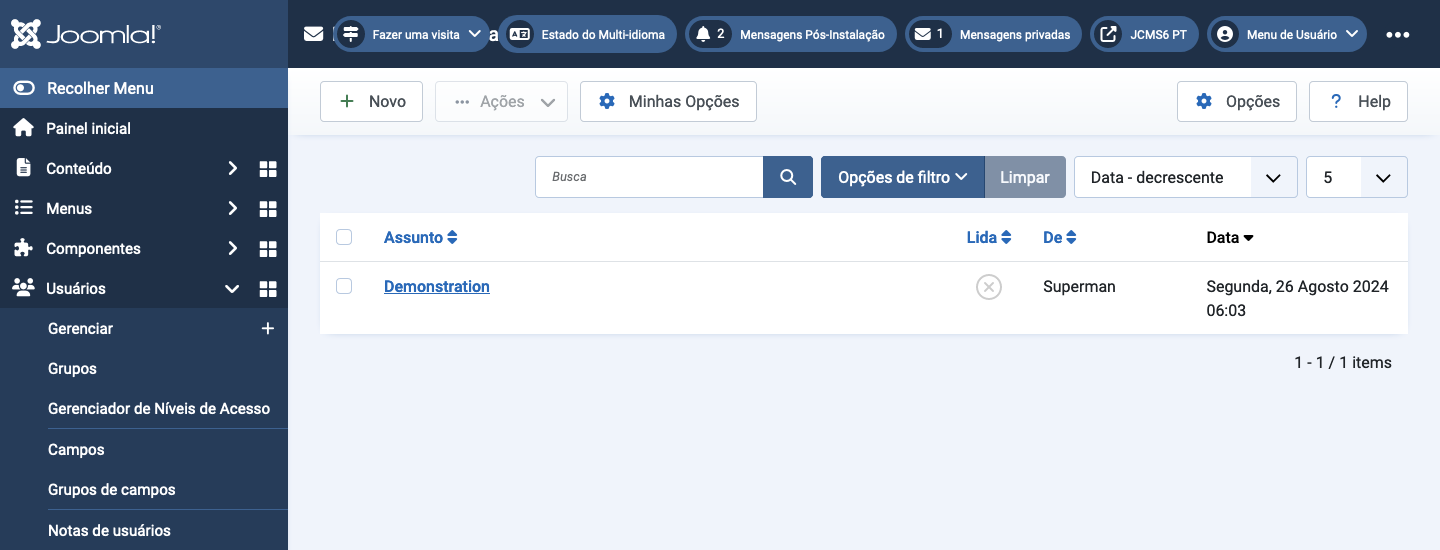 Joomla!®
a
Fazer uma visita
Estado do Multi-idioma
2 Mensagens Pós-Instalação
1 Mensagens privadas
JCMS6 PT
Menu de Usuário
Recolher Menu
Painel inicial
Conteúdo
Menus
Componentes
Usuários
Gerenciar
Grupos
Gerenciador de Níveis de Acesso
Campos
Grupos de campos
Notas de usuários
Novo
Ações
Minhas Opções
Opções
? Help
Busca
Opções de filtro
Limpar
Data - decrescente
5
Assunto
Lida
De
Data
Demonstration
Superman
Segunda, 26 Agosto 2024
06:03
1 - 1 / 1 items